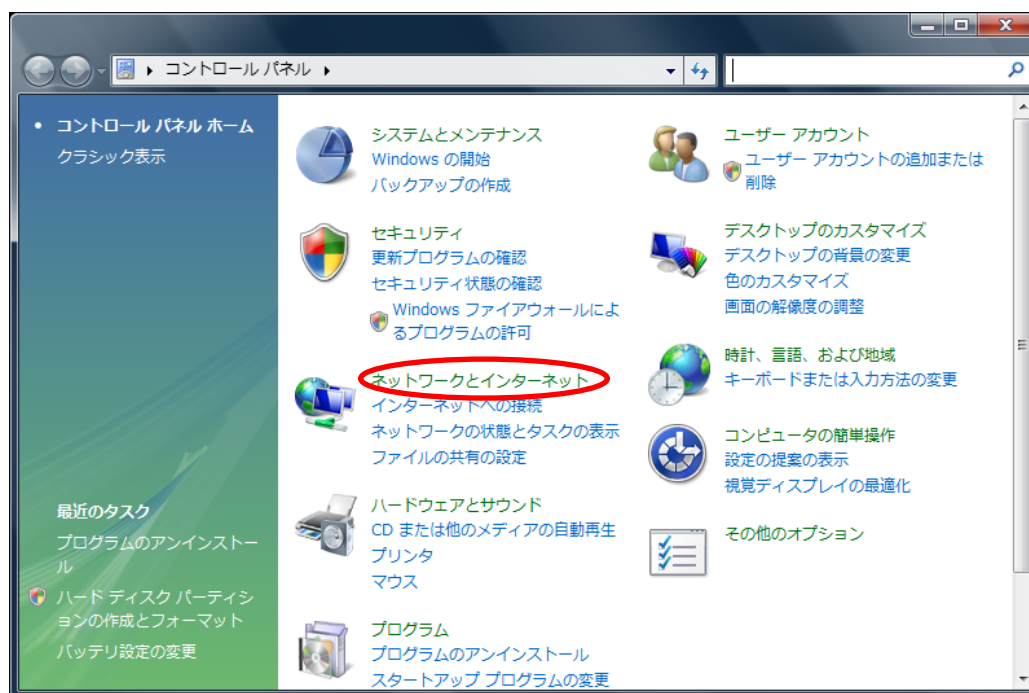 コントロール パネル
コントロール パネル ホーム
クラシック表示
最近のタスク
プログラムのアンインストー
ル
ハード ディスク パーティシ
ョンの作成とフォーマット
バッテリ設定の変更
システムとメンテナンス
Windows の開始
バックアップの作成
セキュリティ
更新プログラムの確認
セキュリティ状態の確認
Windows ファイアウォールによ
るプログラムの許可
ネットワークとインターネット
インターネットへの接続
ネットワークの状態とタスクの表示
ファイルの共有の設定
ハードウェアとサウンド
CD または他のメディアの自動再生
プリンタ
マウス
プログラム
プログラムのアンインストール
スタートアップ プログラムの変更
ユーザー アカウント
ユーザー アカウントの追加または
削除
デスクトップのカスタマイズ
デスクトップの背景の変更
色のカスタマイズ
画面の解像度の調整
時計、言語、および地域
キーボードまたは入力方法の変更
コンピュータの簡単操作
設定の提案の表示
視覚ディスプレイの最適化
その他のオプション